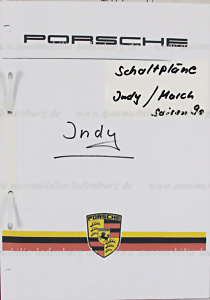 PORSCHE
Schaltpläne
Indy / March
Saison 90
Indy
PORSCHE